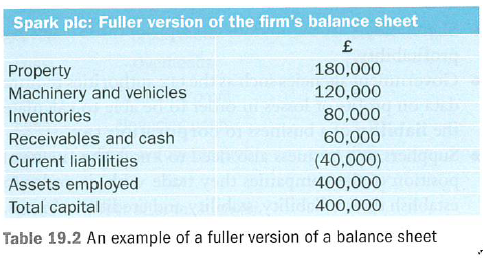 Spark plc: Fuller version of the firm's balance sheet
£
Property 180,000
Machinery and vehicles 120,000
Inventories 80,000
Receivables and cash 60,000
Current liabilities (40,000)
Assets employed 400,000
Total capital 400,000
Table 19.2 An example of a fuller version of a balance sheet